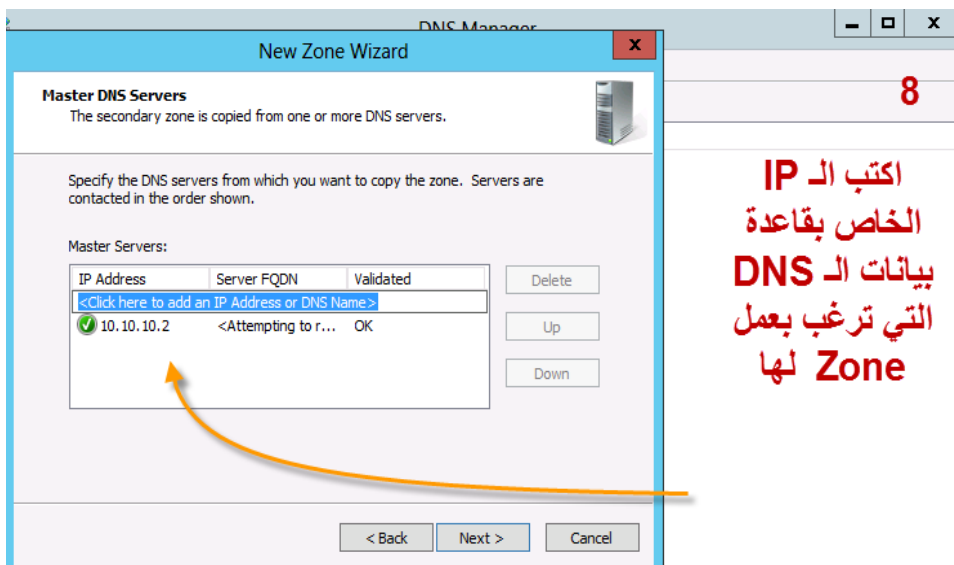 DNS Manager
New Zone Wizard
x
x
Master DNS Servers
The secondary zone is copied from one or more DNS servers.
Specify the DNS servers from which you want to copy the zone. Servers are
contacted in the order shown.
Master Servers:
IP Address Server FQDN Validated
<Click here to add an IP Address or DNS Name>
10.10.10.2 <Attempting to r... OK
Delete
Up
Down
< Back Next > Cancel
8
اكتب الـ IP
الخاص بقاعدة
بيانات الـ DNS
التي ترغب بعمل
Zone لها